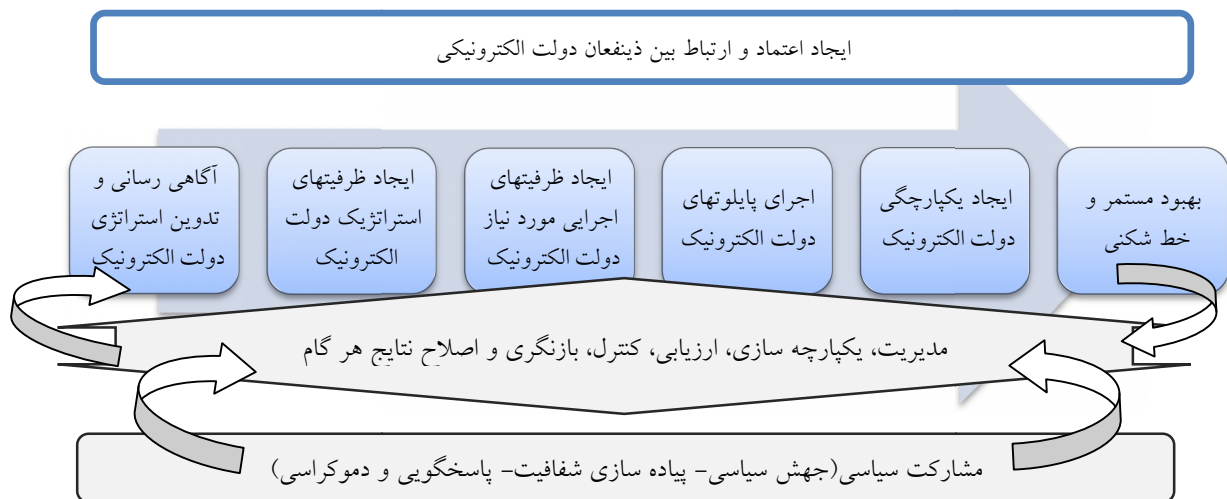 ایجاد اعتماد و ارتباط بین ذینفعان دولت الکترونیکی
آگاهی رسانی و
تدوین استراتژی
دولت الکترونیک
ایجاد ظرفیتهای
استراتژیک دولت
الکترونیک
ایجاد ظرفیتهای
اجرایی مورد نیاز
دولت الکترونیک
اجرای پایلوتهای
دولت الکترونیک
ایجاد یکپارچگی
دولت الکترونیک
بهبود مستمر و
خط شکنی
مدیریت، یکپارچه سازی، ارزیابی، کنترل، بازنگری و اصلاح نتایج هر گام
مشارکت سیاسی(جهش سیاسی- پیاده سازی شفافیت- پاسخگویی و دموکراسی)